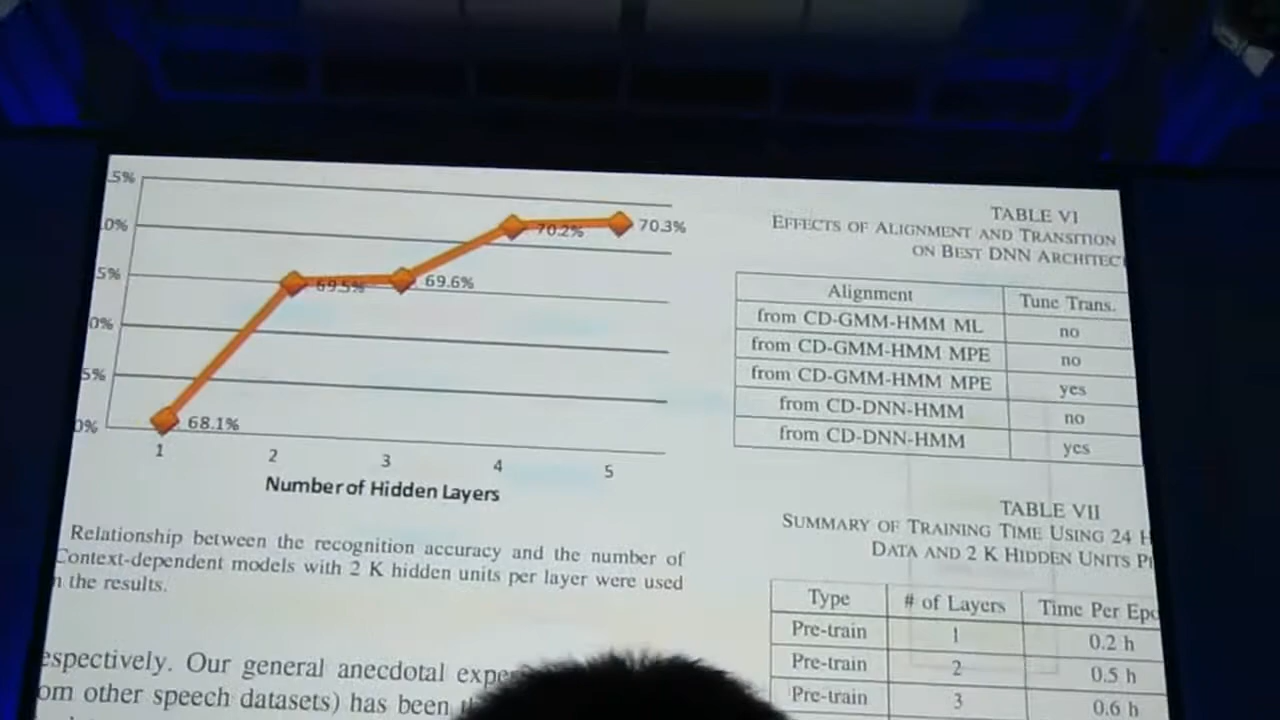 .5%
.0%
5%
0%
5%
0%
70.2%
70.3%
69.5%
69.6%
68.1%
1 2 3 4 5
Number of Hidden Layers
Relationship between the recognition accuracy and the number of
Context-dependent models with 2 K hidden units per layer were used
the results.
espectively. Our general anecdotal
om other speech datasets) has been
TABLE VI
EFFECTS OF ALIGNMENT AND TRANSITION
ON BEST DNN
Alignment Tune Trans.
from CD-GMM-HMM ML no
from CD-GMM-HMM MPE no
from CD-GMM-HMM MPE yes
from CD-DNN-HMM no
from CD-DNN-HMM yes
TABLE VII
SUMMARY OF TRAINING TIME USING 24 H
DATA AND 2 K HIDDEN UNITS
Type # of Layers Time Per Epo
Pre-train 1 0.2 h
Pre-train 2 0.5 h
Pre-train 3 0.6 h